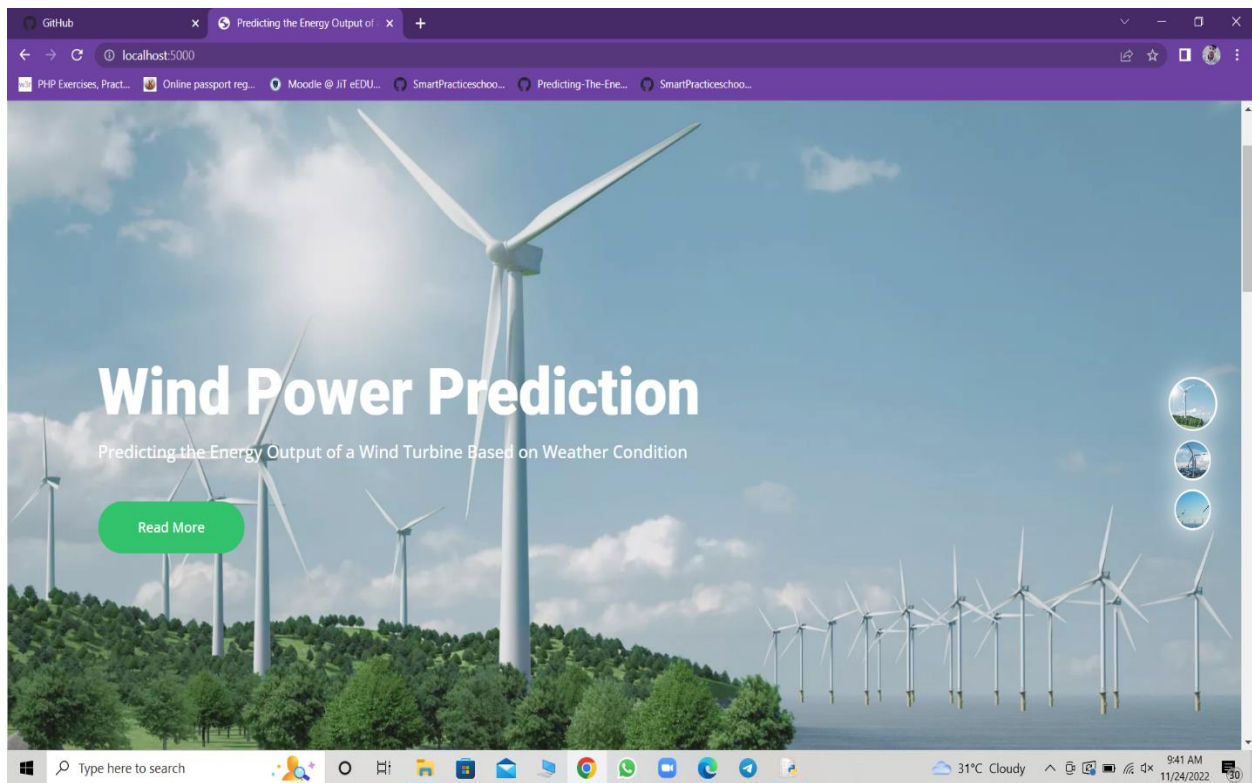 GitHub
Predicting the Energy Output of a
localhost:5000
PHP Exercises, Pract...
Online passport reg...
Moodle @ JiT eEDU...
SmartPracticeschoo...
Predicting-The-Ene...
SmartPracticeschoo...
Wind Power Prediction
Predicting the Energy Output of a Wind Turbine Based on Weather Condition
Read More
Type here to search
31°C Cloudy
9:41 AM
11/24/2022
30